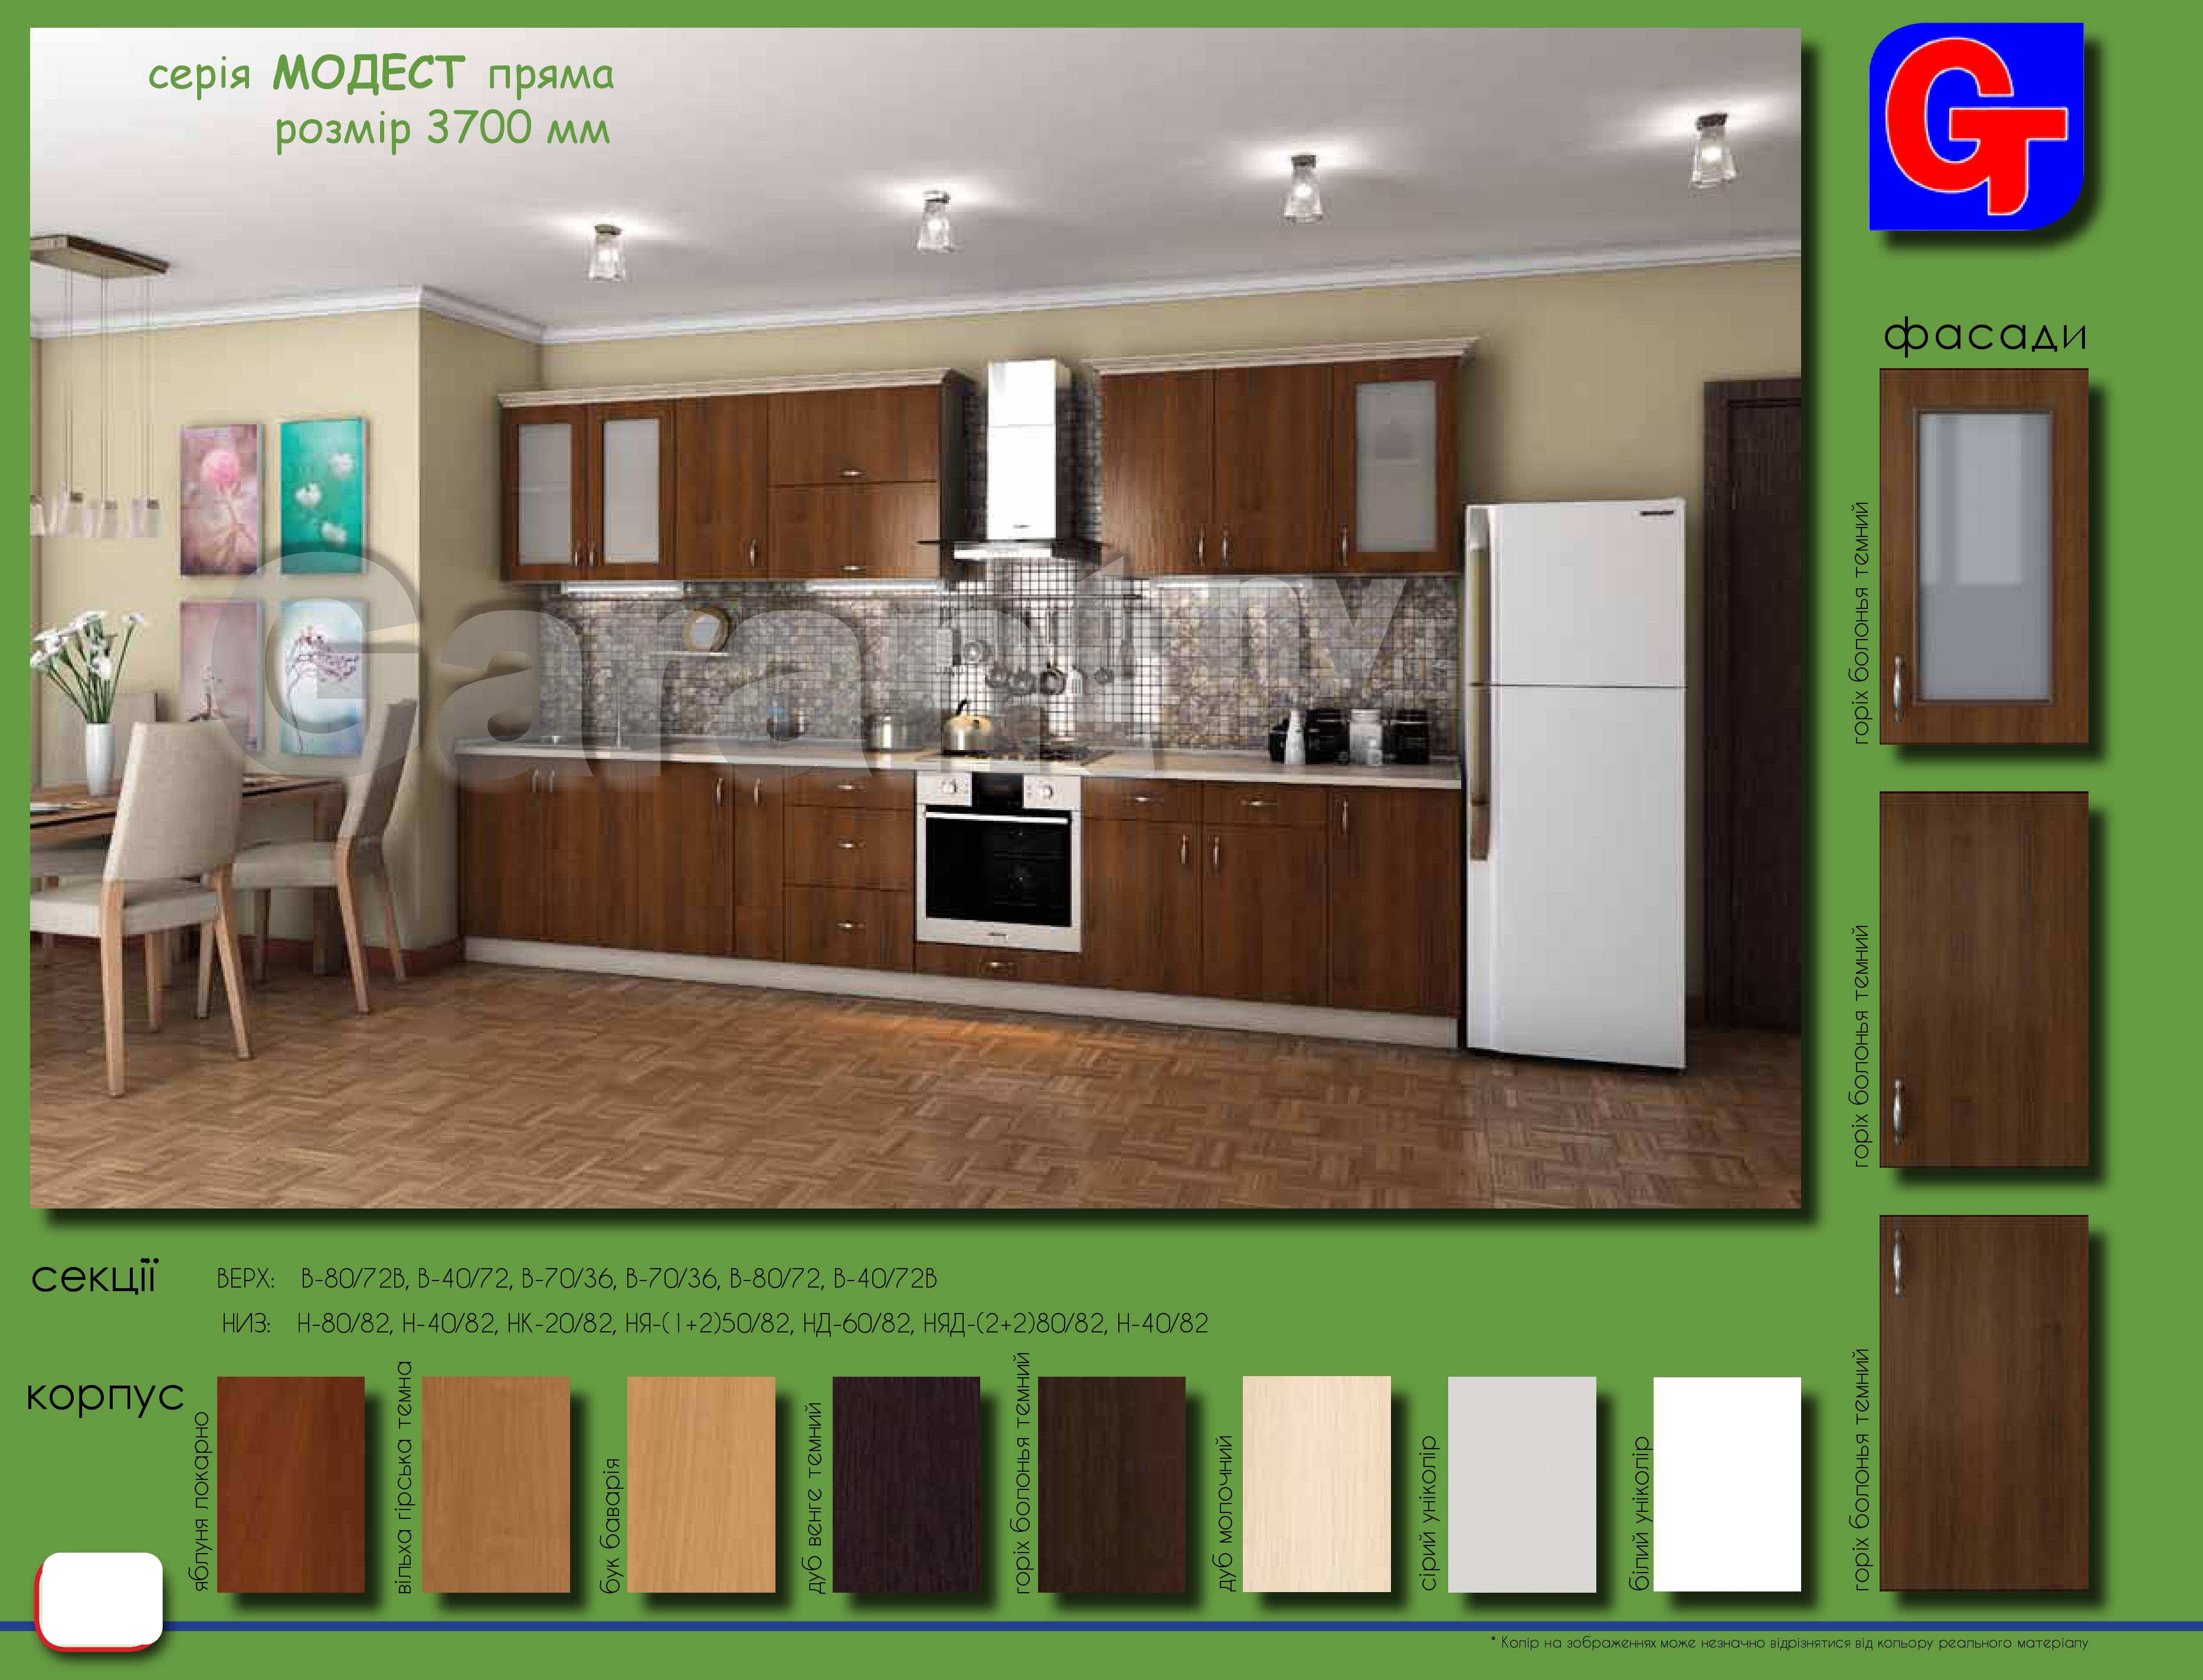 серія МОДЕСТ пряма
розмір 3700 мм
GT
фасади
горіх болонья темний
горіх болонья темний
горіх болонья темний
Garantny
секції
ВЕРХ: В-80/72В, В-40/72, В-70/36, В-70/36, В-80/72, В-40/72В
НИЗ: Н-80/82, Н-40/82, НК-20/82, НЯ-(1+2)50/82, НД-60/82, НЯД-(2+2)80/82, Н-40/82
корпус
яблуня локарно
вільха гірська темна
бук баварія
дуб венге темний
горіх болонья темний
дуб молочний
сірий уніколір
білий уніколір
* Колір на зображеннях може незначно відрізнятися від кольору реального матеріалу